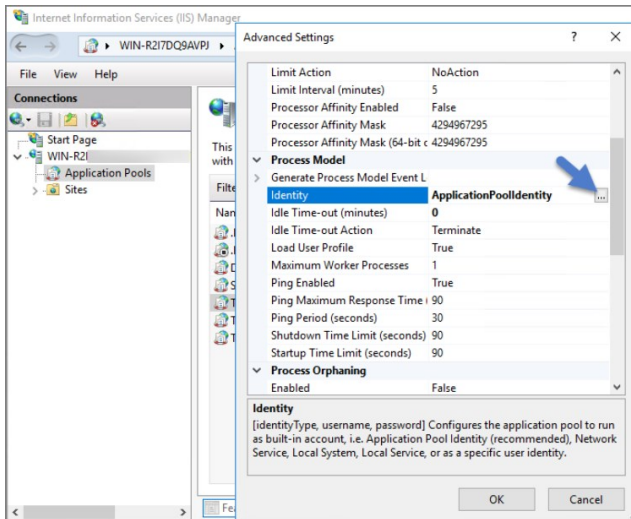 Internet Information Services (IIS) Manager
WIN-R2I7DQ9AVPJ
File View Help
Connections
Start Page
WIN-R2I
Application Pools
Sites
This
with
Filte
Nan
Fea
Advanced Settings
?
Limit Action NoAction
Limit Interval (minutes) 5
Processor Affinity Enabled False
Processor Affinity Mask 4294967295
Processor Affinity Mask (64-bit c 4294967295
Process Model
Generate Process Model Event L
Identity ApplicationPoolIdentity ...
Idle Time-out (minutes) 0
Idle Time-out Action Terminate
Load User Profile True
Maximum Worker Processes 1
Ping Enabled True
Ping Maximum Response Time ( 90
Ping Period (seconds) 30
Shutdown Time Limit (seconds) 90
Startup Time Limit (seconds) 90
Process Orphaning
Enabled False
Identity
[identityType, username, password] Configures the application pool to run
as built-in account, i.e. Application Pool Identity (recommended), Network
Service, Local System, Local Service, or as a specific user identity.
OK Cancel